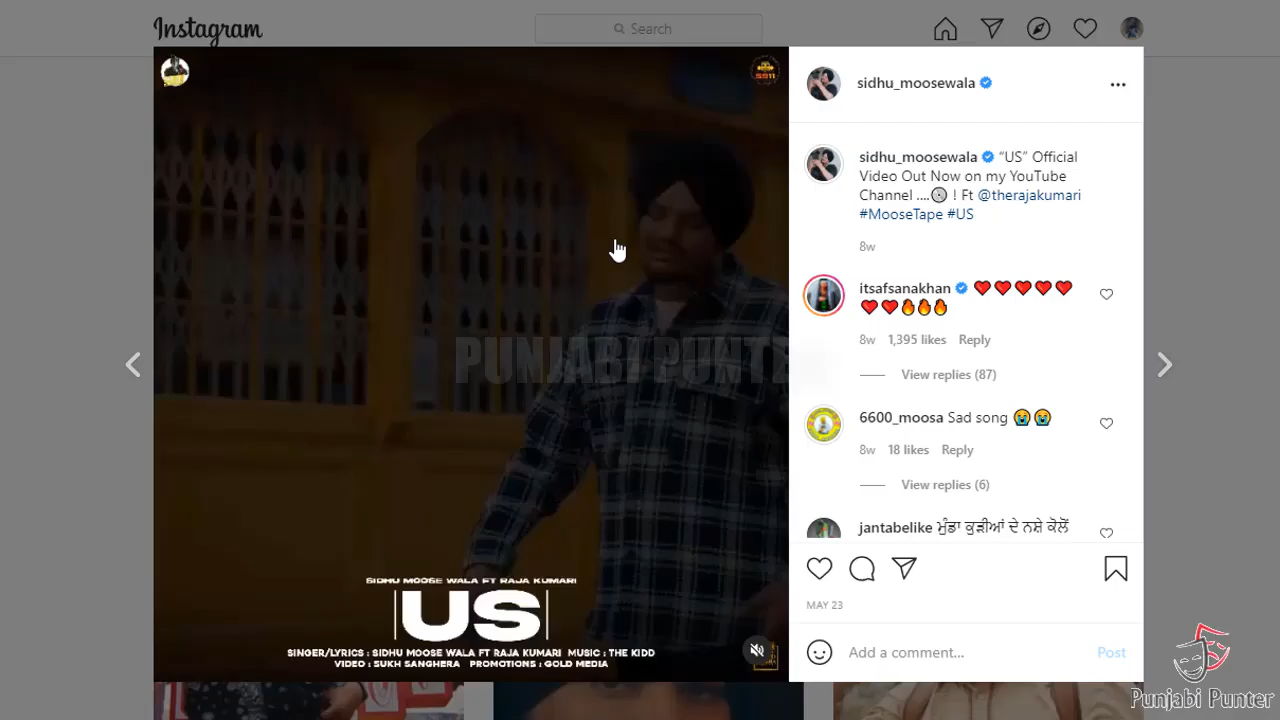 Instagram
Search
5911
sidhu_moosewala
sidhu_moosewala “US” Official
Video Out Now on my YouTube
Channel .... ! Ft @therajakumari
#MooseTape #US
8w
itsafsanakhan ❤❤❤❤❤
❤❤🔥🔥🔥
8w 1,395 likes Reply
View replies (87)
6600_moosa Sad song 😭😭
8w 18 likes Reply
View replies (6)
jantabelike ਮੁੰਡਾ ਕੁੜੀਆਂ ਦੇ ਨਸ਼ੇ ਕੋਲੋਂ
MAY 23
Add a comment... Post
PUNJABI PUNTE
SIDHU MOOSE WALA FT RAJA KUMARI
US
SINGER/LYRICS : SIDHU MOOSE WALA FT RAJA KUMARI MUSIC : THE KIDD
VIDEO : SUKH SANGHERA PROMOTIONS : GOLD MEDIA
Punjabi Punter